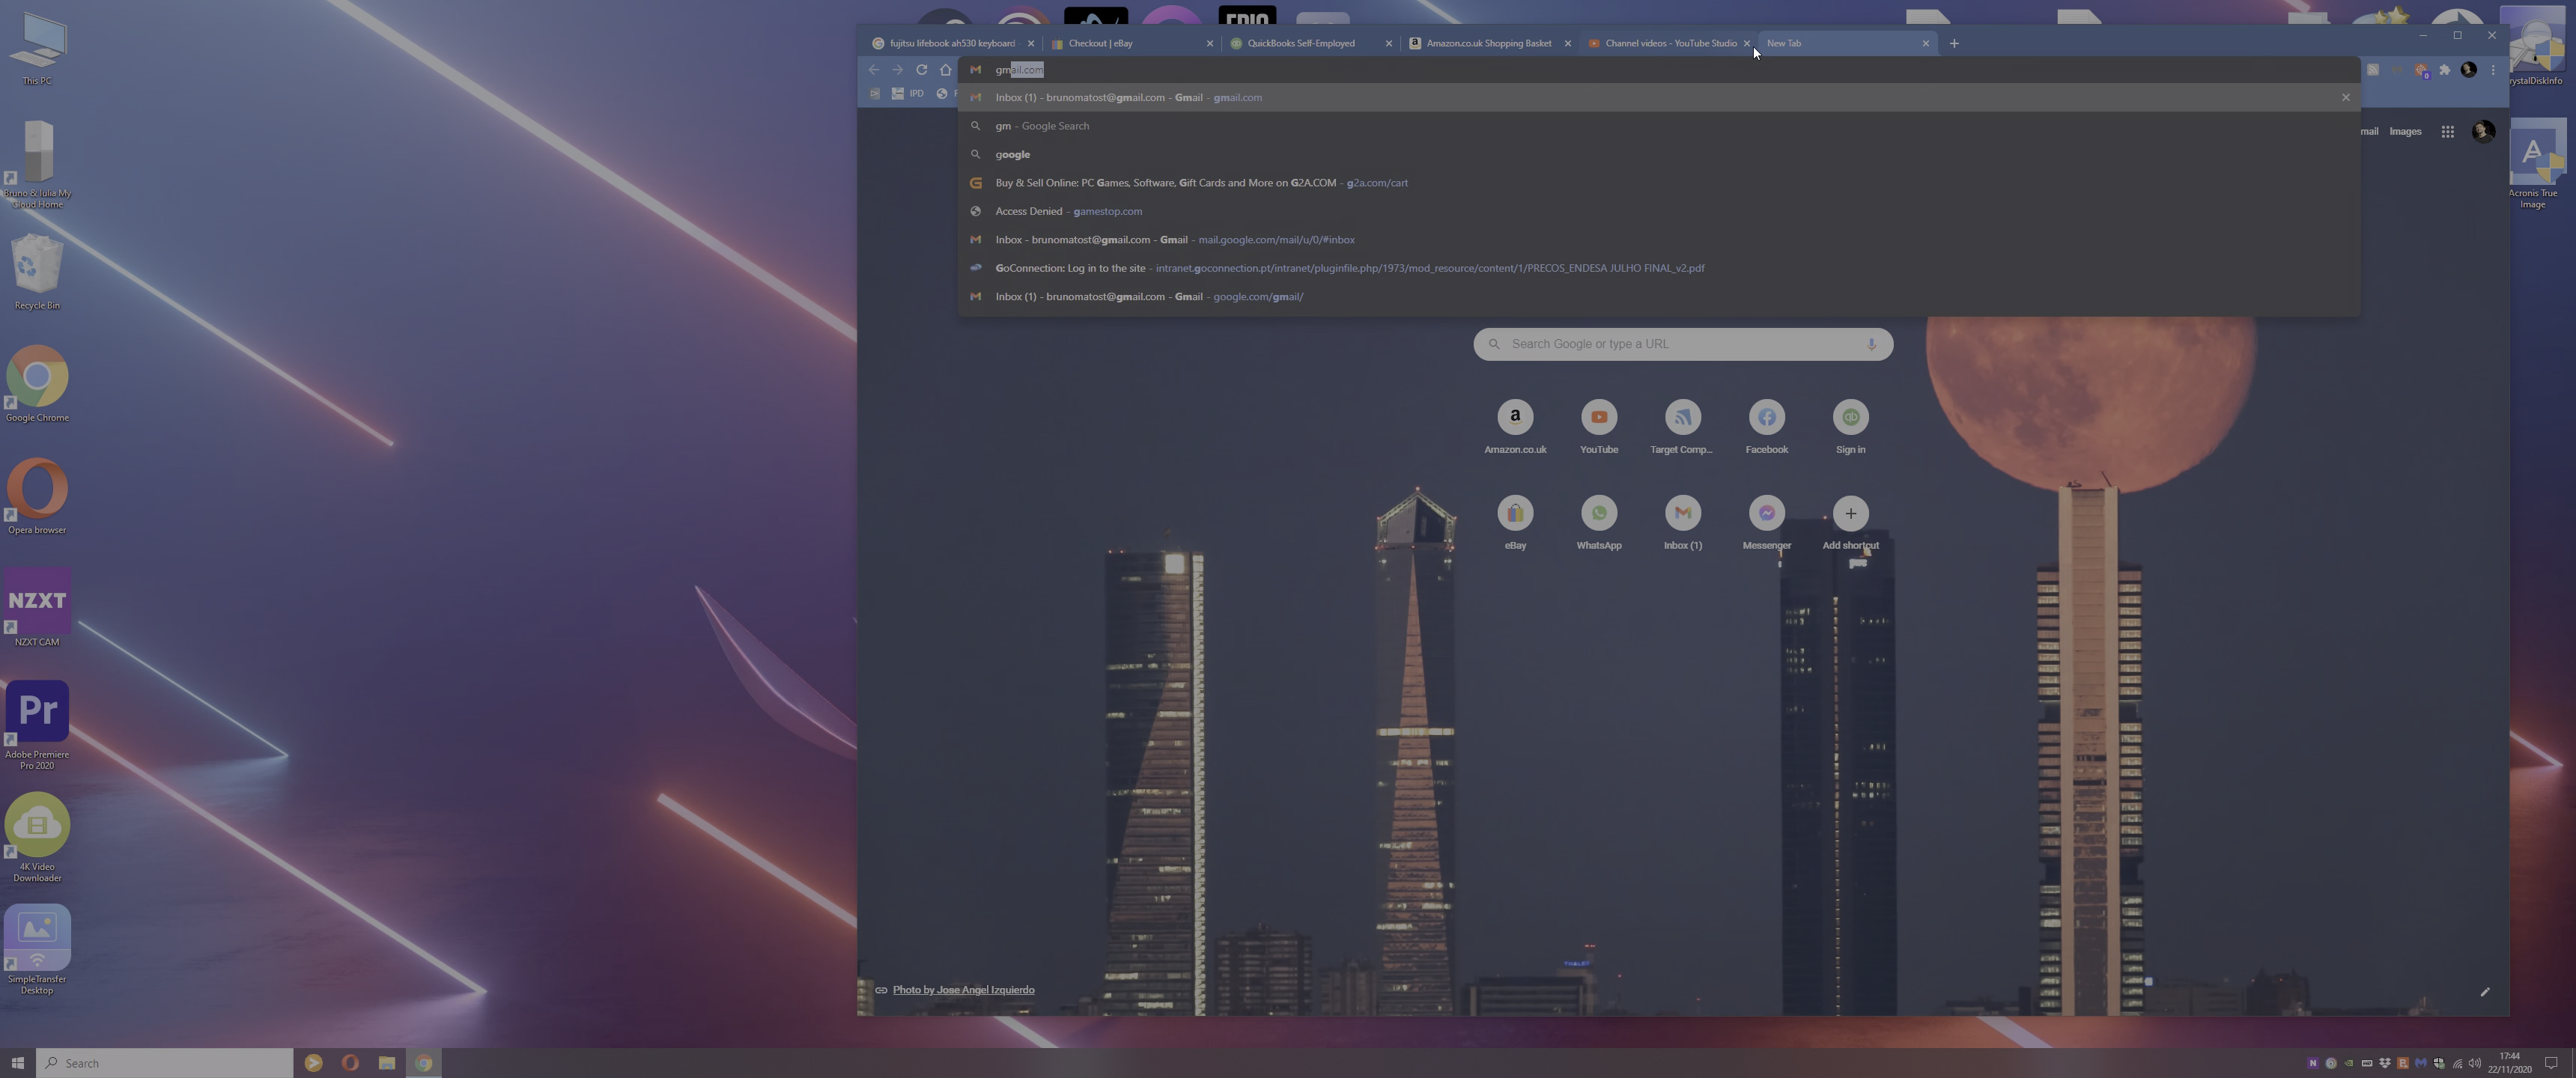 This PC
Bruno & Iulia My
Cloud Home
Recycle Bin
Google Chrome
Opera browser
NZXT
NZXT CAM
Pr
Adobe Premiere
Pro 2020
4K Video
Downloader
SimpleTransfer
Desktop
EPIC
fujitsu lifebook ah530 keyboard
Checkout | eBay
QuickBooks Self-Employed
Amazon.co.uk Shopping Basket
Channel videos - YouTube Studio
New Tab
gmail.com
IPD
Inbox (1) - brunomatost@gmail.com - Gmail - gmail.com
gm - Google Search
google
Buy & Sell Online: PC Games, Software, Gift Cards and More on G2A.COM - g2a.com/cart
Access Denied - gamestop.com
Inbox - brunomatost@gmail.com - Gmail - mail.google.com/mail/u/0/#inbox
GoConnection: Log in to the site - intranet.goconnection.pt/intranet/pluginfile.php/1973/mod_resource/content/1/PRECOS_ENDESA JULHO FINAL_v2.pdf
Inbox (1) - brunomatost@gmail.com - Gmail - google.com/gmail/
mail Images
Search Google or type a URL
Amazon.co.uk
YouTube
Target Comp...
Facebook
Sign in
eBay
WhatsApp
Inbox (1)
Messenger
Add shortcut
pwc
THALES
Photo by Jose Angel Izquierdo
rystalDiskInfo
Acronis True
Image
Search
17:44
22/11/2020